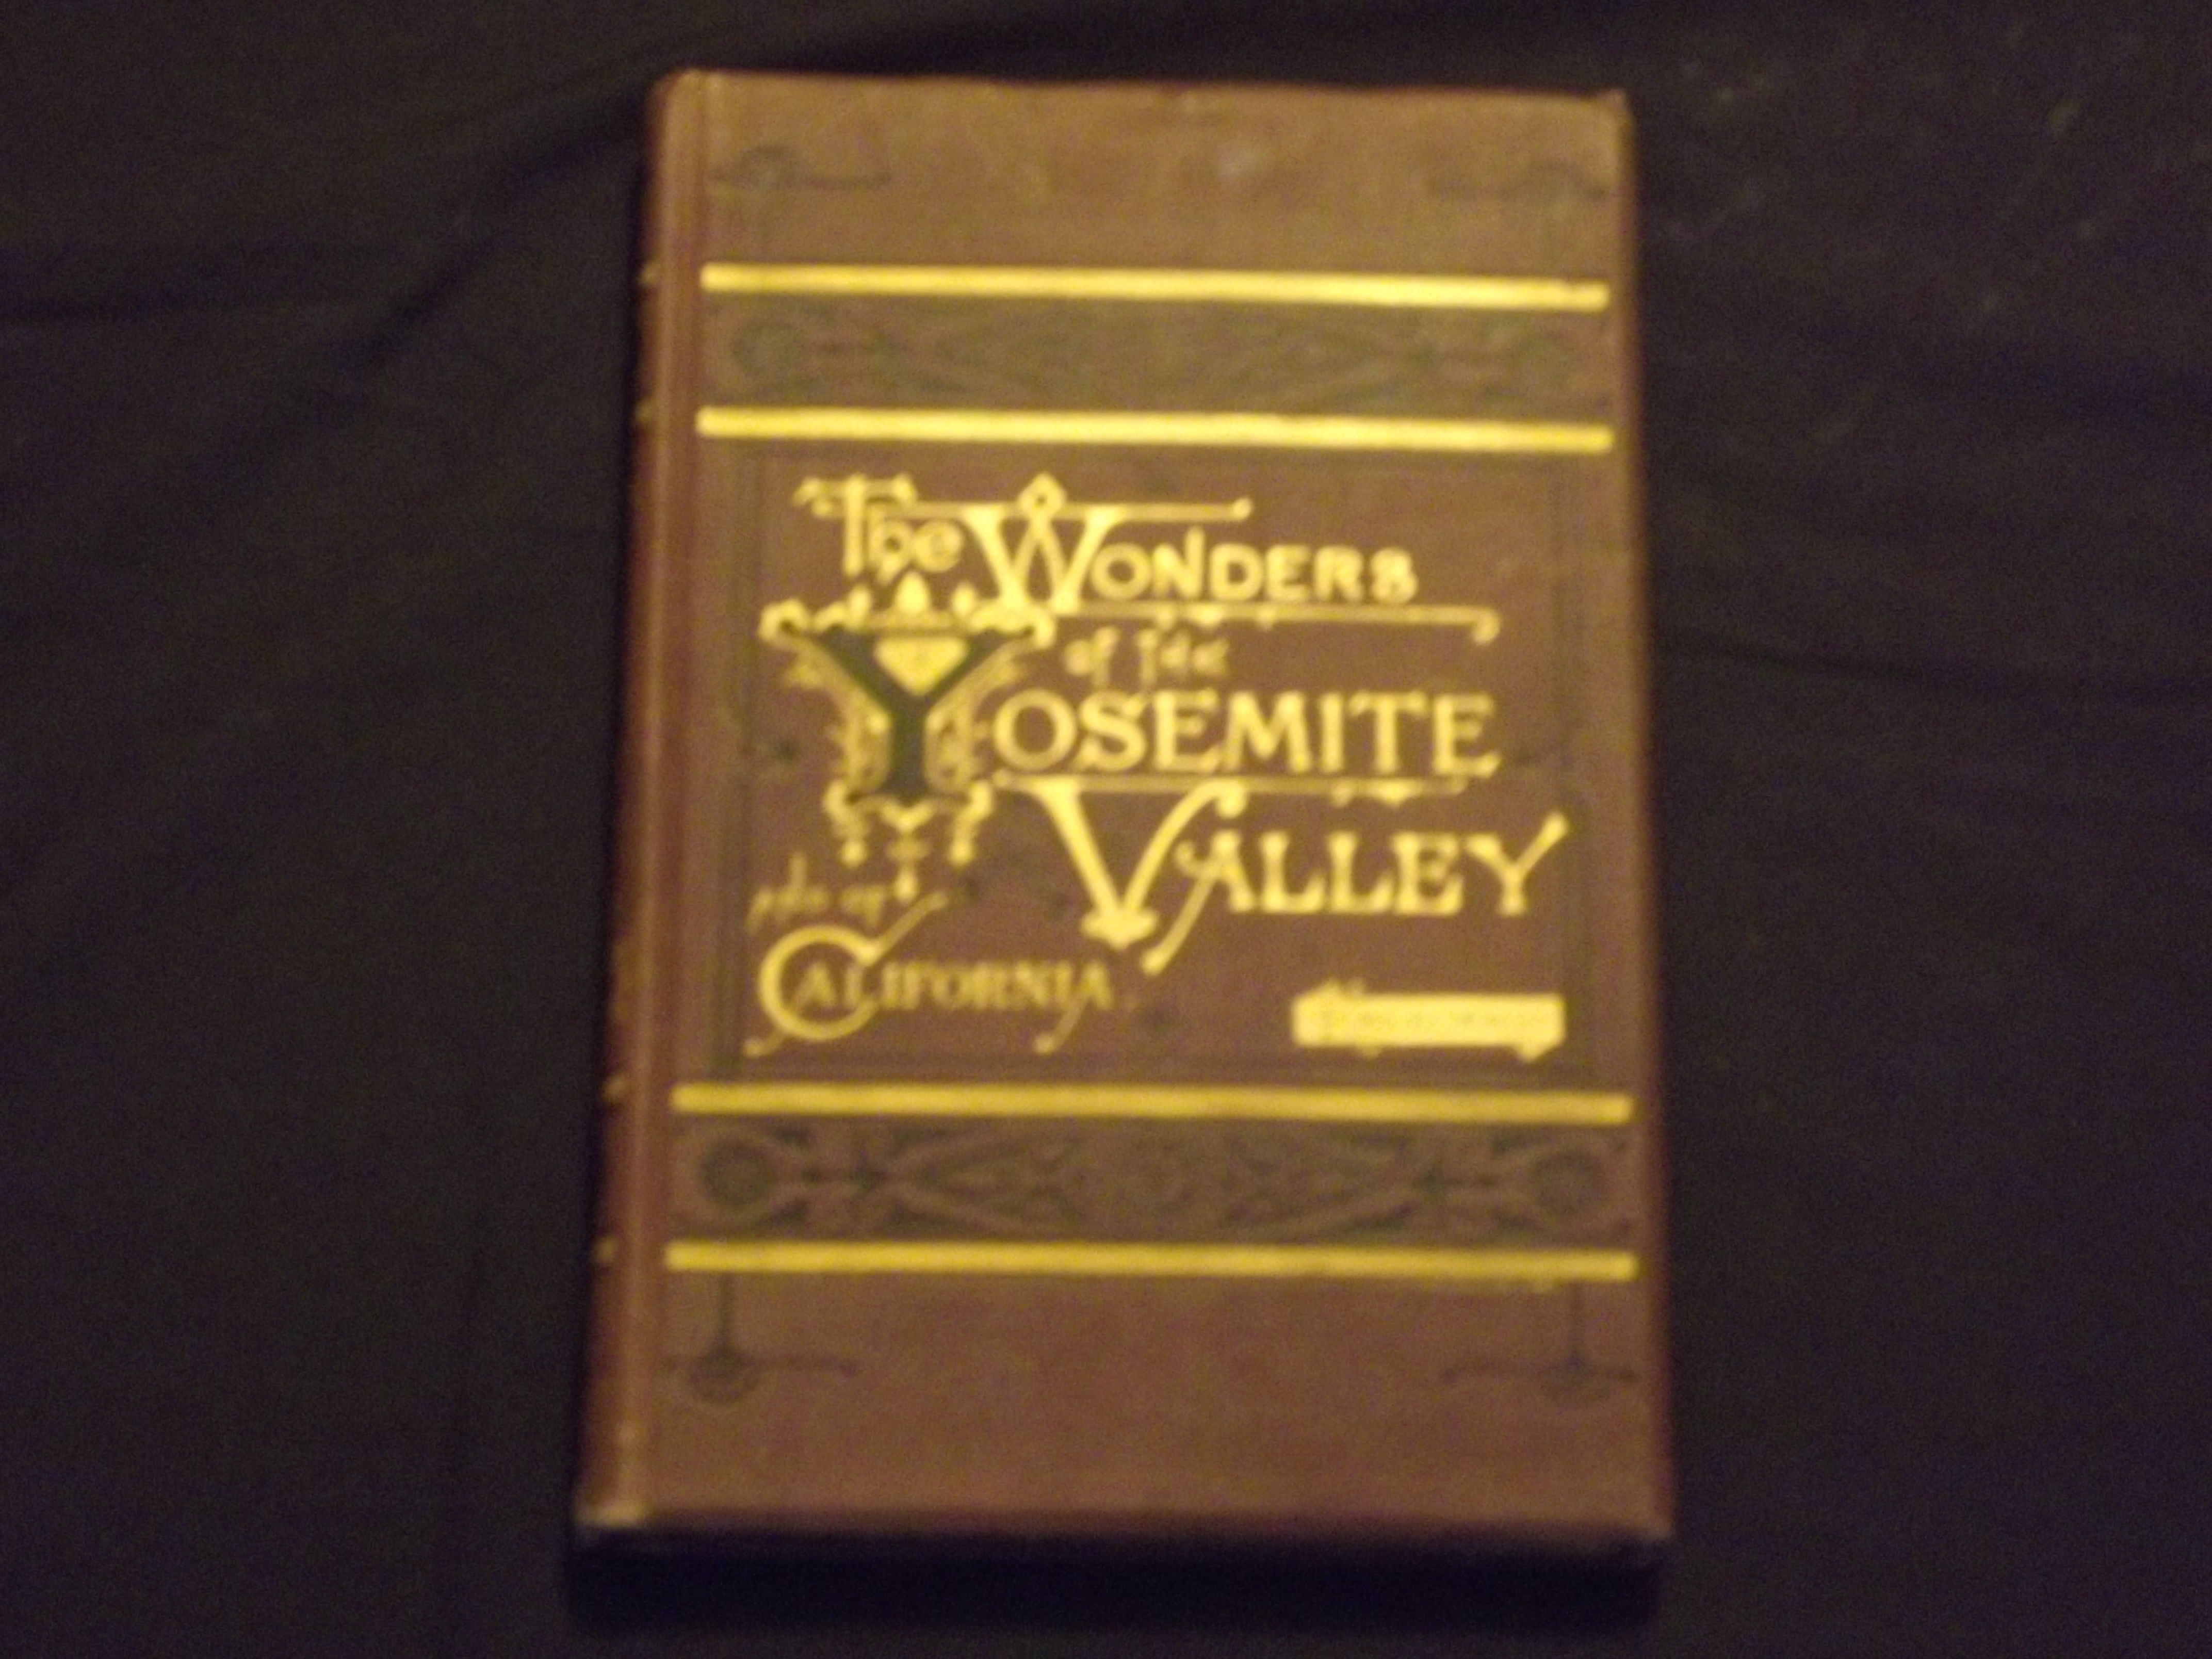 The WONDERS
of the
YOSEMITE
VALLEY
CALIFORNIA